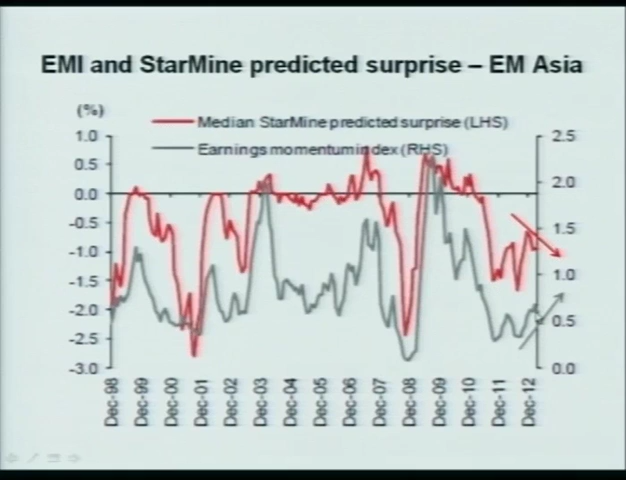 EMI and StarMine predicted surprise – EM Asia
(%)
Median StarMine predicted surprise (LHS)
Earnings momentum index (RHS)
1.0
0.5
0.0
-0.5
-1.0
-1.5
-2.0
-2.5
-3.0
2.5
2.0
1.5
1.0
0.5
0.0
Dec-98
Dec-99
Dec-00
Dec-01
Dec-02
Dec-03
Dec-04
Dec-05
Dec-06
Dec-07
Dec-08
Dec-09
Dec-10
Dec-11
Dec-12